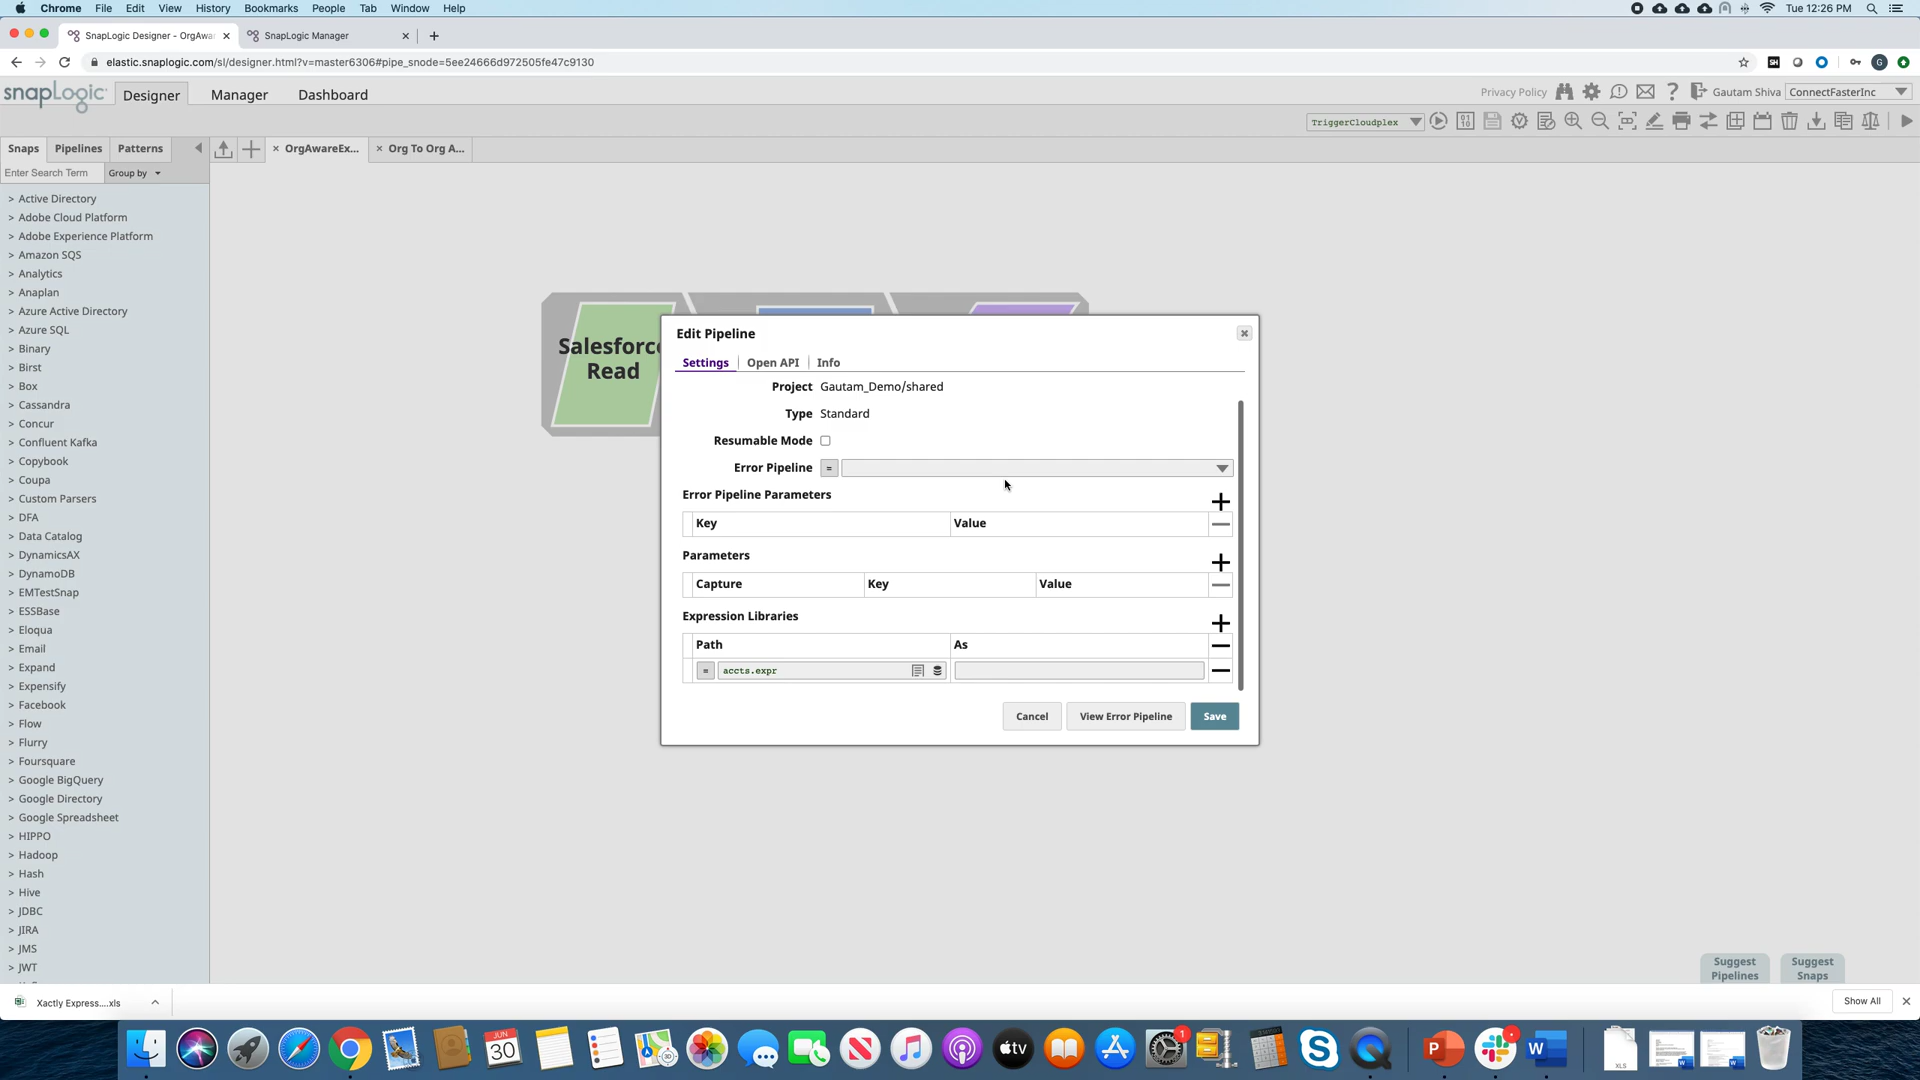 Chrome File Edit View History Bookmarks People Tab Window Help
Tue 12:26 PM
SnapLogic Designer - OrgAwar
SnapLogic Manager
elastic.snaplogic.com/sl/designer.html?v=master6306#pipe_snode=5ee24666d972505fe47c9130
SH
G
snapLogic
Designer Manager Dashboard
Privacy Policy
Gautam Shiva
ConnectFasterInc
TriggerCloudplex
Snaps Pipelines Patterns
OrgAwareEx...
Org To Org A...
Enter Search Term
Group by
> Active Directory
> Adobe Cloud Platform
> Adobe Experience Platform
> Amazon SQS
> Analytics
> Anaplan
> Azure Active Directory
> Azure SQL
> Binary
> Birst
> Box
> Cassandra
> Concur
> Confluent Kafka
> Copybook
> Coupa
> Custom Parsers
> DFA
> Data Catalog
> DynamicsAX
> DynamoDB
> EMTestSnap
> ESSBase
> Eloqua
> Email
> Expand
> Expensify
> Facebook
> Flow
> Flurry
> Foursquare
> Google BigQuery
> Google Directory
> Google Spreadsheet
> HIPPO
> Hadoop
> Hash
> Hive
> JDBC
> JIRA
> JMS
> JWT
Salesforce
Read
Edit Pipeline
Settings Open API Info
Project Gautam_Demo/shared
Type Standard
Resumable Mode
Error Pipeline =
Error Pipeline Parameters
Key Value
Parameters
Capture Key Value
Expression Libraries
Path As
= accts.expr
Cancel View Error Pipeline Save
Suggest
Pipelines
Suggest
Snaps
Xactly Express....xls
Show All
JUN
30
tv
1
P
W
XLS